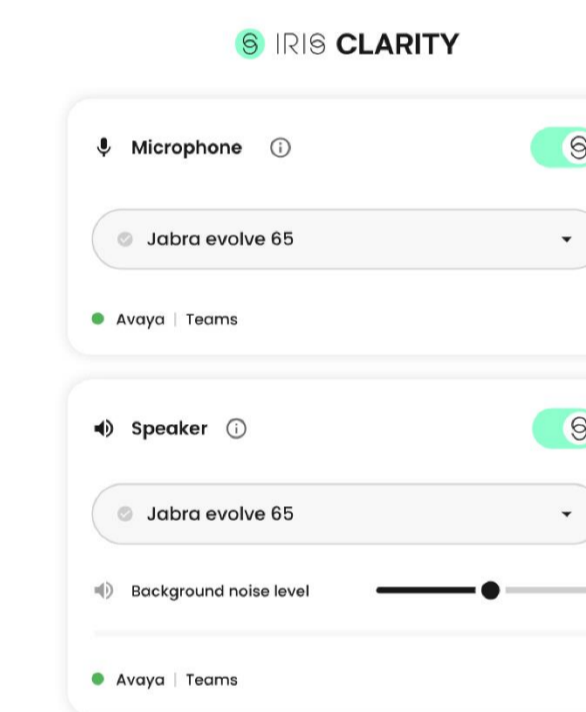 IRIS CLARITY
Microphone
Jabra evolve 65
Avaya | Teams
Speaker
Jabra evolve 65
Background noise level
Avaya | Teams